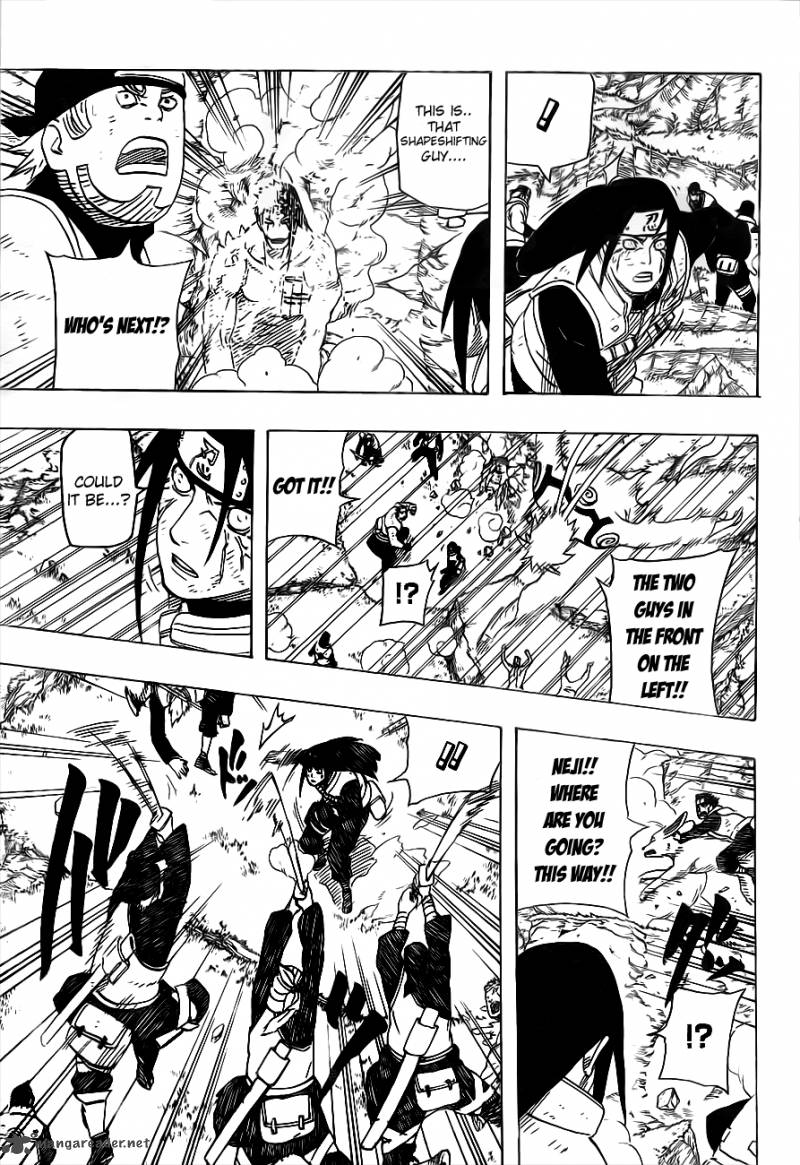 !
THIS IS..
THAT
SHAPESHIFTING
GUY....
WHO'S NEXT!?
忍
GOT IT!!
!?
THE TWO
GUYS IN
THE FRONT
ON THE
LEFT!!
COULD
IT BE...?
NEJI!!
WHERE
ARE YOU
GOING?
THIS WAY!!
!?
!!
mangareader.net